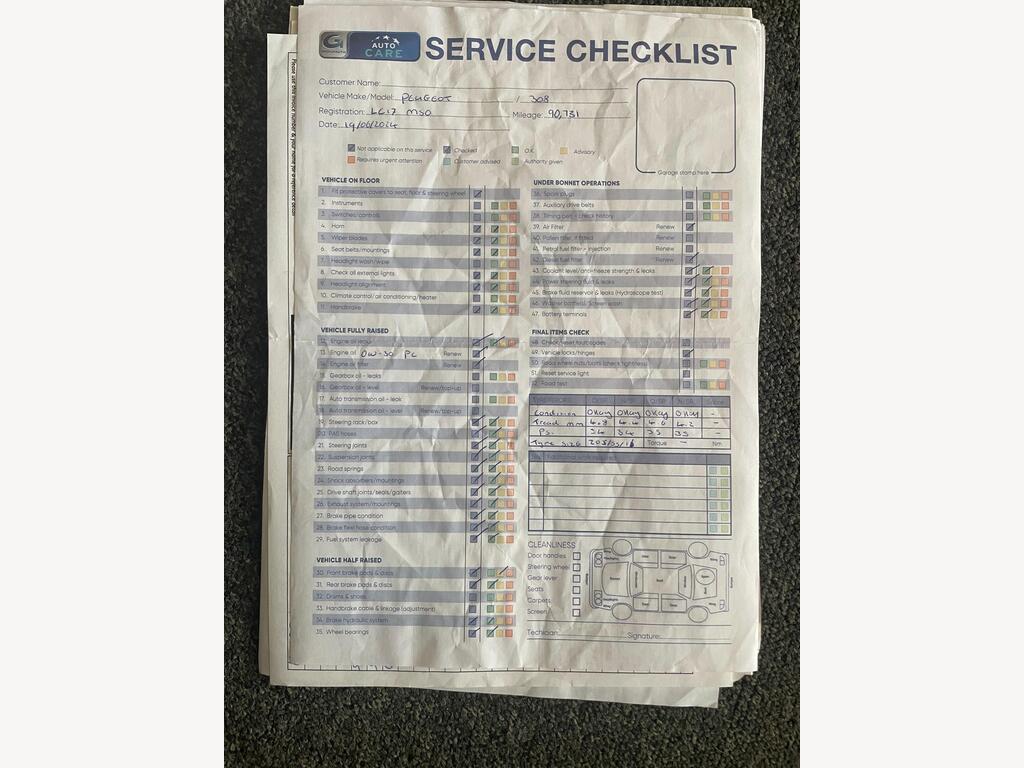 G AUTO CARE SERVICE CHECKLIST
Customer Name:
Vehicle Make/Model: PEUGEOT / 308
Registration: LC17 MSO Mileage: 90,731
Date: 19/06/2024
Garage stamp here
Not applicable on this service Checked O.K. Advisory
Requires urgent attention Customer advised Authority given
VEHICLE ON FLOOR
1. Fit protective covers to seat, floor & steering wheel
2. Instruments
3. Switches/controls
4. Horn
5. Wiper blades
6. Seat belts/mountings
7. Headlight wash/wipe
8. Check all external lights
9. Headlight alignment
10. Climate control/air conditioning/heater
11. Handbrake
VEHICLE FULLY RAISED
12. Engine oil leaks
13. Engine oil 0W-30 PC Renew
14. Engine oil filter Renew
15. Gearbox oil - leaks
16. Gearbox oil - level Renew/top-up
17. Auto transmission oil - leak
18. Auto transmission oil - level Renew/top-up
19. Steering rack/box
20. PAS hoses
21. Steering joints
22. Suspension joints
23. Road springs
24. Shock absorbers/mountings
25. Drive shaft joints/seals/gaiters
26. Exhaust system/mountings
27. Brake pipe condition
28. Brake flexi hose condition
29. Fuel system leakage
VEHICLE HALF RAISED
30. Front brake pads & discs
31. Rear brake pads & discs
32. Drums & shoes
33. Handbrake cable & linkage (adjustment)
34. Brake hydraulic system
35. Wheel bearings
UNDER BONNET OPERATIONS
36. Spark plugs
37. Auxiliary drive belts
38. Timing belt - check history
39. Air Filter Renew
40. Pollen filter, if fitted Renew
41. Petrol fuel filter - injection Renew
42. Diesel fuel filter Renew
43. Coolant level/anti-freeze strength & leaks
44. Power steering fluid & leaks
45. Brake fluid reservoir & leaks (Hydroscope test)
46. Washer bottle(s) Screen wash
47. Battery terminals
FINAL ITEMS CHECK
48. Check/reset fault codes
49. Vehicle locks/hinges
50. Road wheel nuts/bolts (check tightness)
51. Reset service light
52. Road test
Condition Okay Okay Okay Okay -
Tread mm
Tyre size 205/55/16 Torque - Nm
CLEANLINESS
Door handles
Steering wheel
Gear lever
Seats
Carpets
Screen
Techician: Signature: